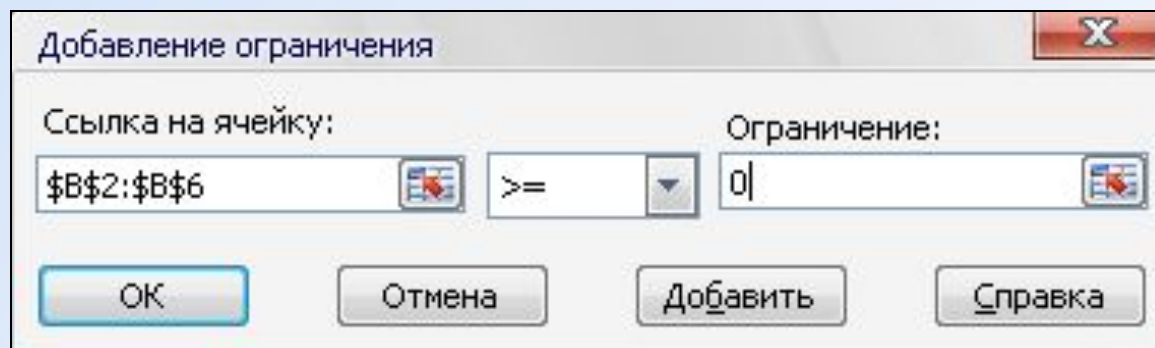 Добавление ограничения
Ссылка на ячейку:
Ограничение:
$B$2:$B$6
>=
0
ОК
Отмена
Добавить
Справка